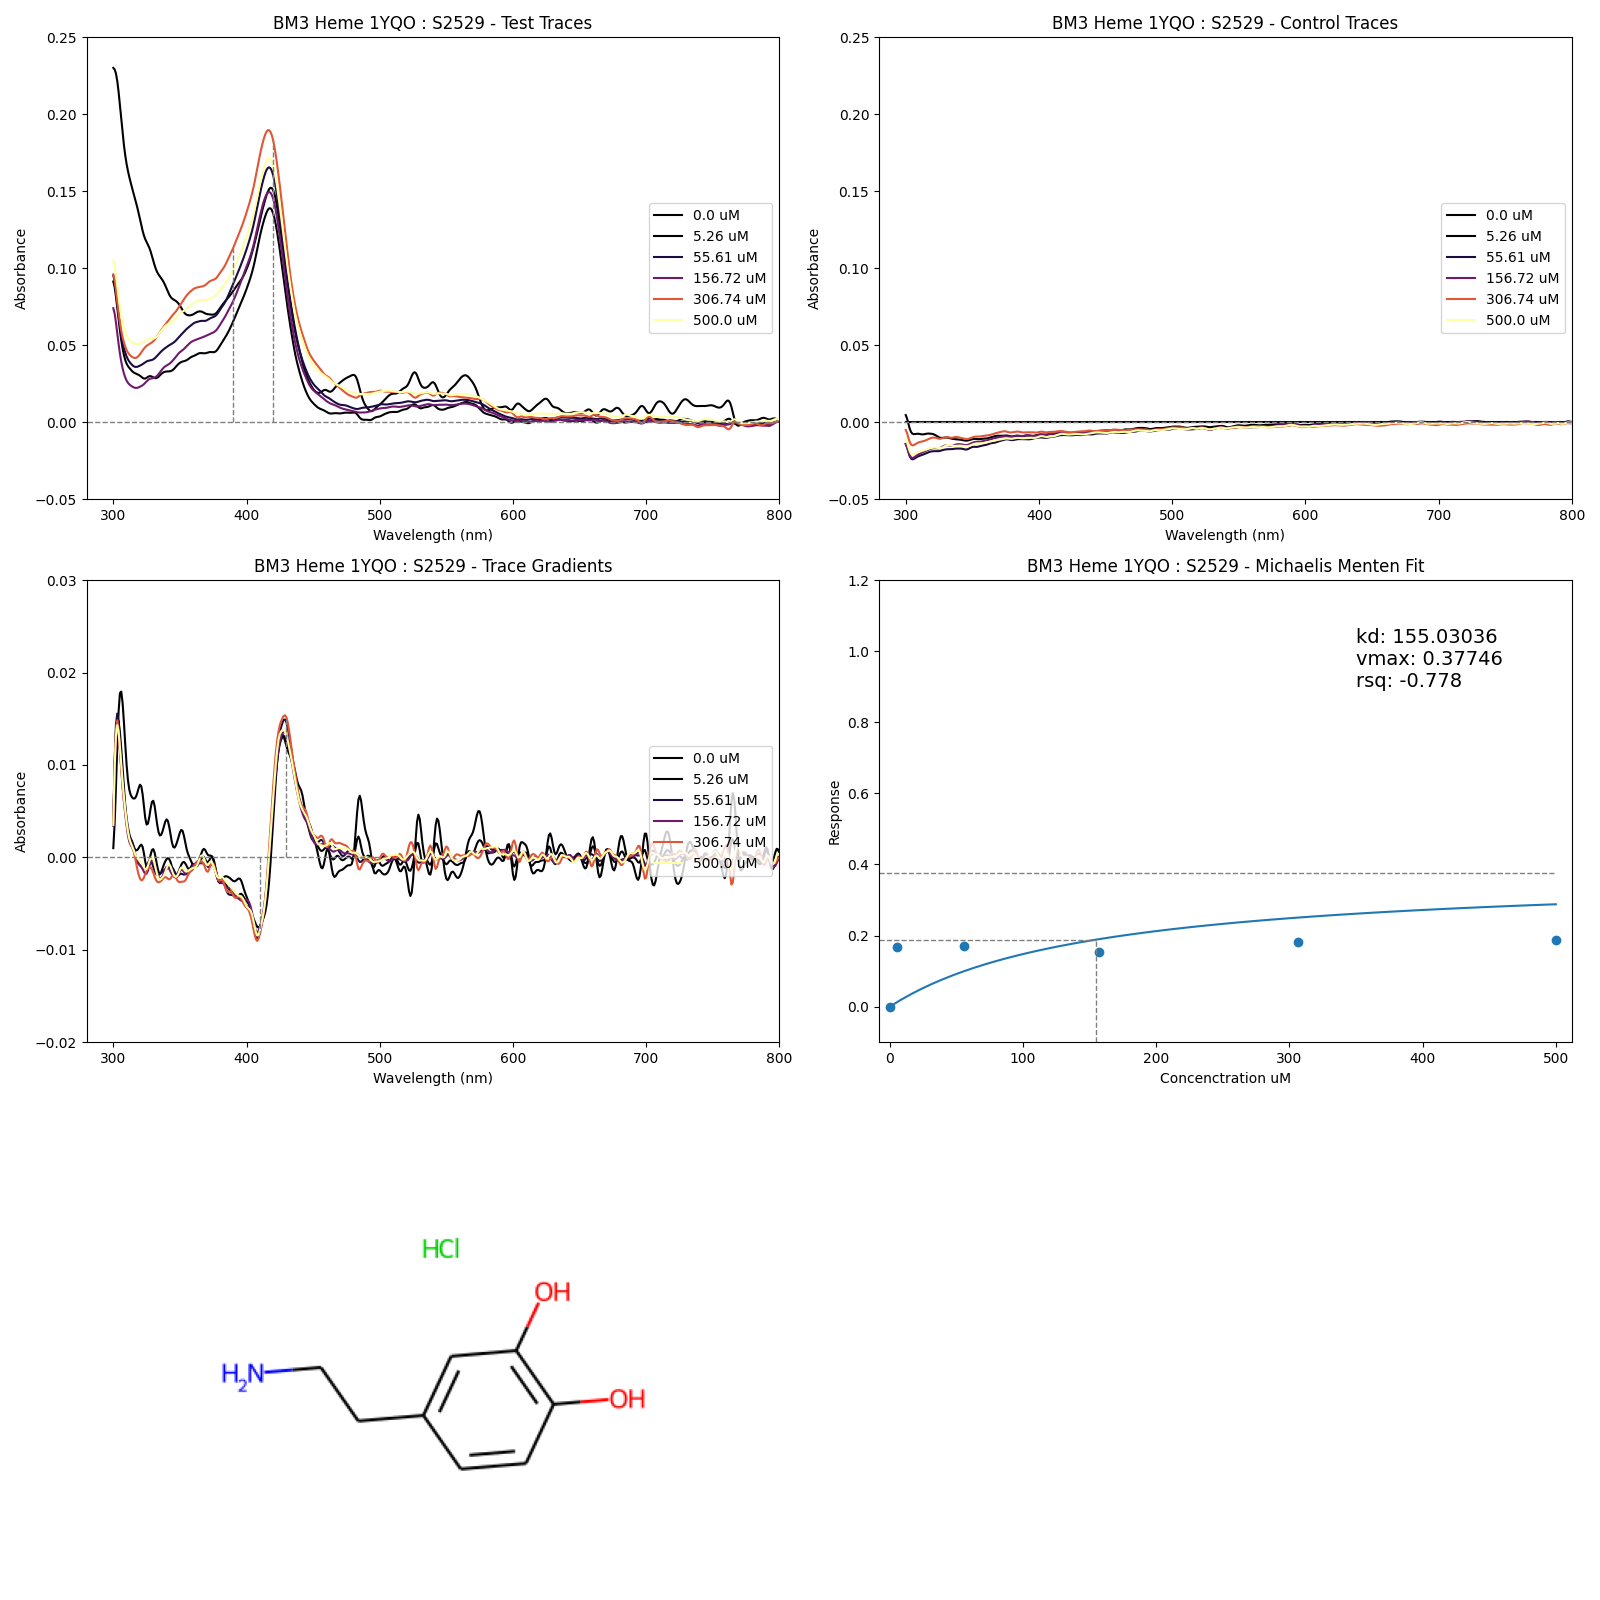 BM3 Heme 1YQO : S2529 - Test Traces
0.25
0.20
0.15
0.10
0.05
0.00
−0.05
Absorbance
0.0 uM
5.26 uM
55.61 uM
156.72 uM
306.74 uM
500.0 uM
300 400 500 600 700 800
Wavelength (nm)
BM3 Heme 1YQO : S2529 - Control Traces
0.25
0.20
0.15
0.10
0.05
0.00
−0.05
Absorbance
0.0 uM
5.26 uM
55.61 uM
156.72 uM
306.74 uM
500.0 uM
300 400 500 600 700 800
Wavelength (nm)
BM3 Heme 1YQO : S2529 - Trace Gradients
0.03
0.02
0.01
0.00
−0.01
−0.02
Absorbance
0.0 uM
5.26 uM
55.61 uM
156.72 uM
306.74 uM
500.0 uM
300 400 500 600 700 800
Wavelength (nm)
BM3 Heme 1YQO : S2529 - Michaelis Menten Fit
1.2
1.0
0.8
0.6
0.4
0.2
0.0
Response
kd: 155.03036
vmax: 0.37746
rsq: -0.778
0 100 200 300 400 500
Concenctration uM
HCl
OH
H2N
OH